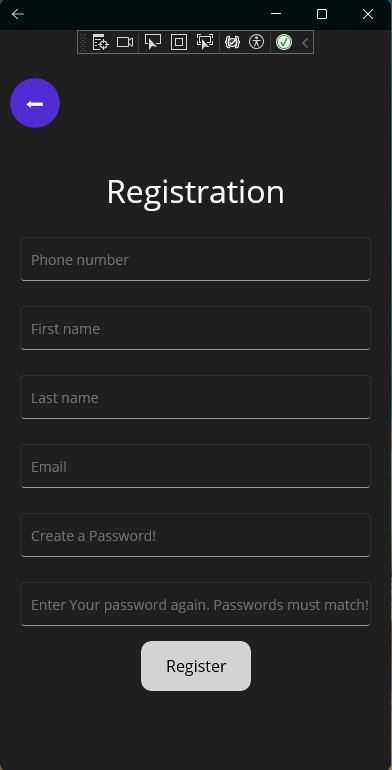 Registration
Phone number
First name
Last name
Email
Create a Password!
Enter Your password again. Passwords must match!
Register